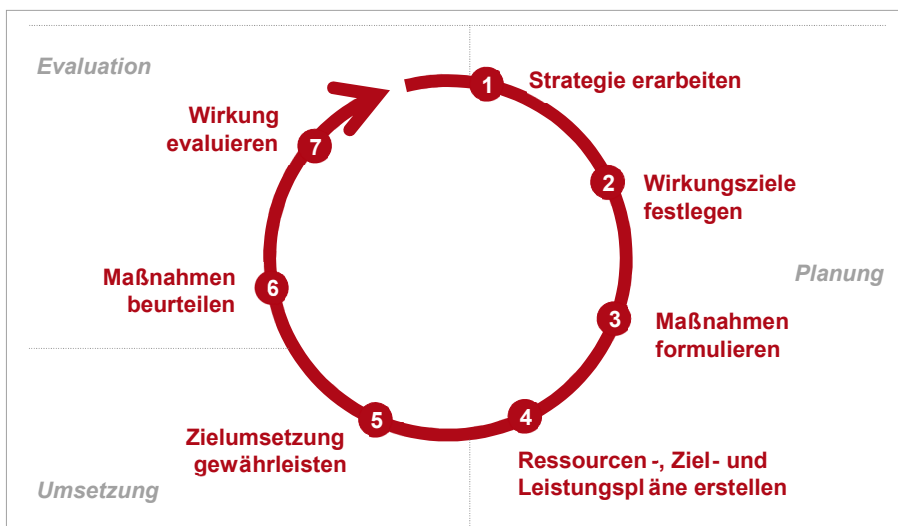 Evaluation
1
Strategie erarbeiten
Wirkung
evaluieren
7
2
Wirkungsziele
festlegen
Planung
Maßnahmen
beurteilen
6
3
Maßnahmen
formulieren
5
Zielumsetzung
gewährleisten
4
Ressourcen -, Ziel- und
Leistungspl äne erstellen
Umsetzung